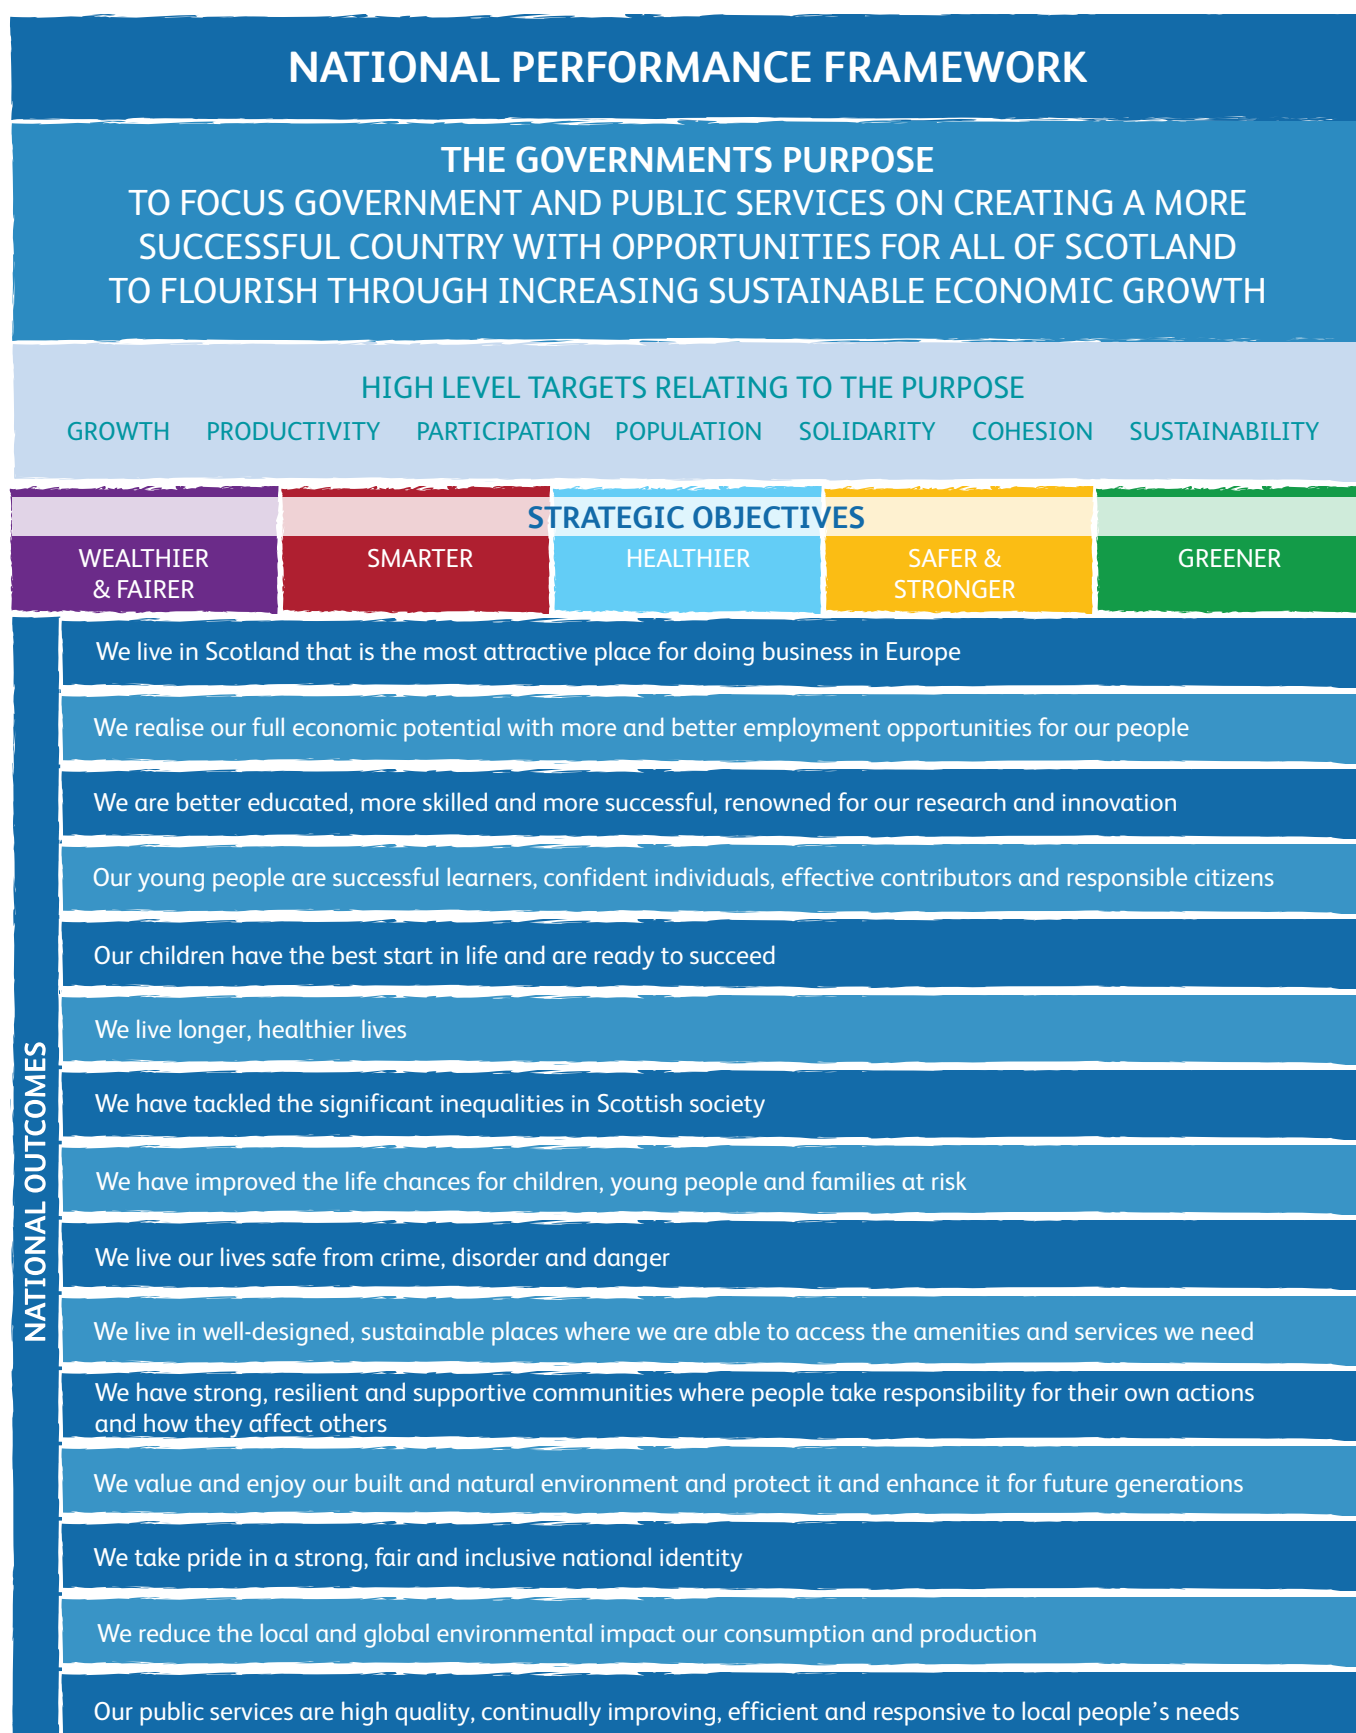 NATIONAL PERFORMANCE FRAMEWORK
THE GOVERNMENTS PURPOSE
TO FOCUS GOVERNMENT AND PUBLIC SERVICES ON CREATING A MORE
SUCCESSFUL COUNTRY WITH OPPORTUNITIES FOR ALL OF SCOTLAND
TO FLOURISH THROUGH INCREASING SUSTAINABLE ECONOMIC GROWTH
HIGH LEVEL TARGETS RELATING TO THE PURPOSE
GROWTH PRODUCTIVITY PARTICIPATION POPULATION SOLIDARITY COHESION SUSTAINABILITY
STRATEGIC OBJECTIVES
WEALTHIER
& FAIRER
SMARTER
HEALTHIER
SAFER &
STRONGER
GREENER
NATIONAL OUTCOMES
We live in Scotland that is the most attractive place for doing business in Europe
We realise our full economic potential with more and better employment opportunities for our people
We are better educated, more skilled and more successful, renowned for our research and innovation
Our young people are successful learners, confident individuals, effective contributors and responsible citizens
Our children have the best start in life and are ready to succeed
We live longer, healthier lives
We have tackled the significant inequalities in Scottish society
We have improved the life chances for children, young people and families at risk
We live our lives safe from crime, disorder and danger
We live in well-designed, sustainable places where we are able to access the amenities and services we need
We have strong, resilient and supportive communities where people take responsibility for their own actions
and how they affect others
We value and enjoy our built and natural environment and protect it and enhance it for future generations
We take pride in a strong, fair and inclusive national identity
We reduce the local and global environmental impact our consumption and production
Our public services are high quality, continually improving, efficient and responsive to local people's needs